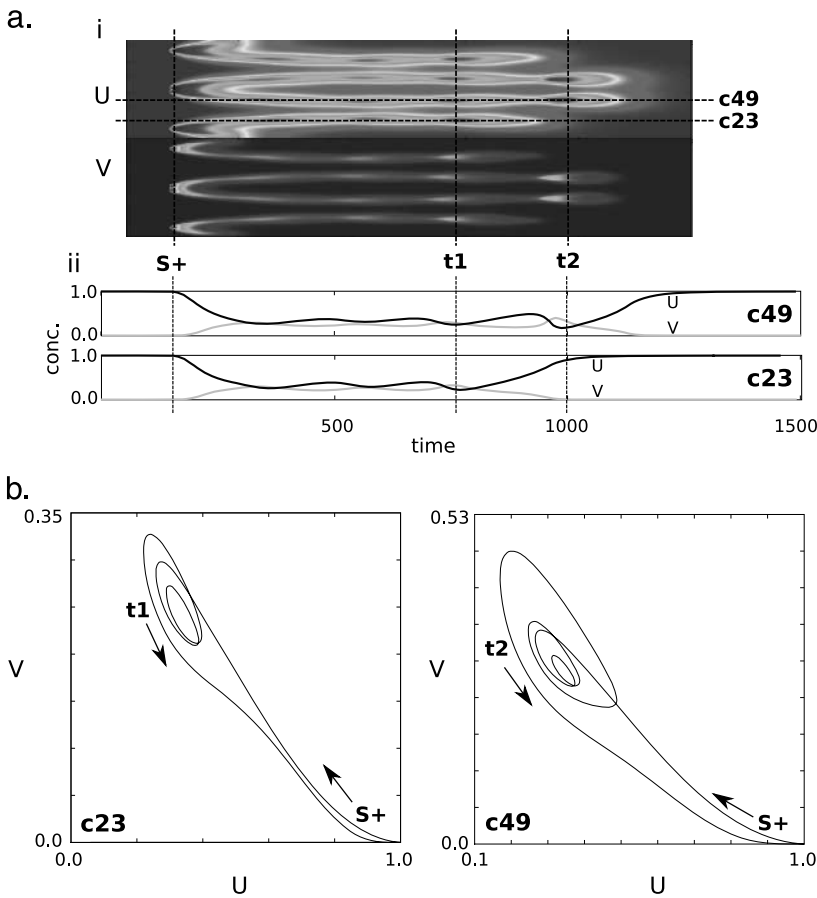 a.
i
U
c49
c23
V
S+ t1 t2
ii
1.0
U
V
c49
0.0
conc.
1.0
U
V
c23
0.0
500 1000 1500
time
b.
0.35
t1
V
S+
c23
0.0
0.0 1.0
U
0.53
t2
V
S+
c49
0.0
0.1 1.0
U